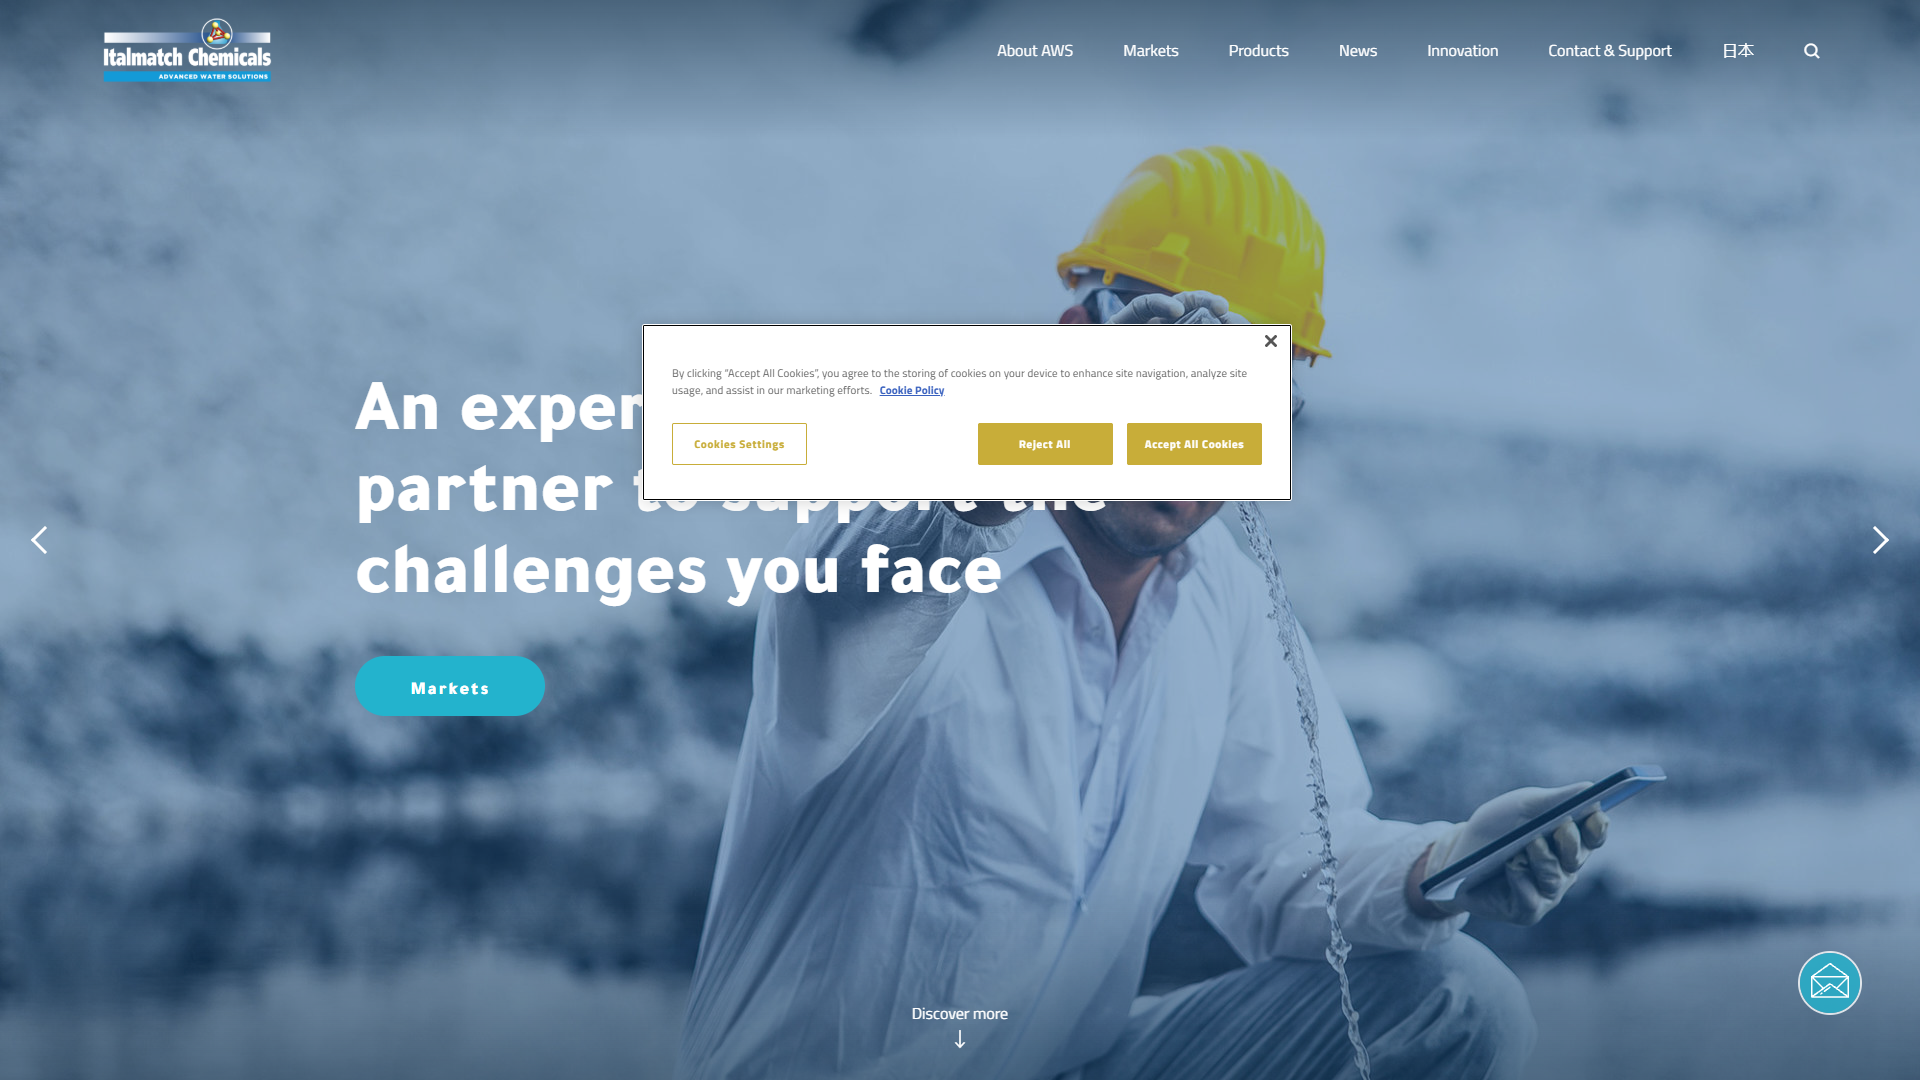 Italmatch Chemicals
ADVANCED WATER SOLUTIONS
About AWS
Markets
Products
News
Innovation
Contact & Support
日本
By clicking “Accept All Cookies”, you agree to the storing of cookies on your device to enhance site navigation, analyze site
usage, and assist in our marketing efforts. Cookie Policy
Cookies Settings
Reject All
Accept All Cookies
An exper
partner to support the
challenges you face
Markets
Discover more